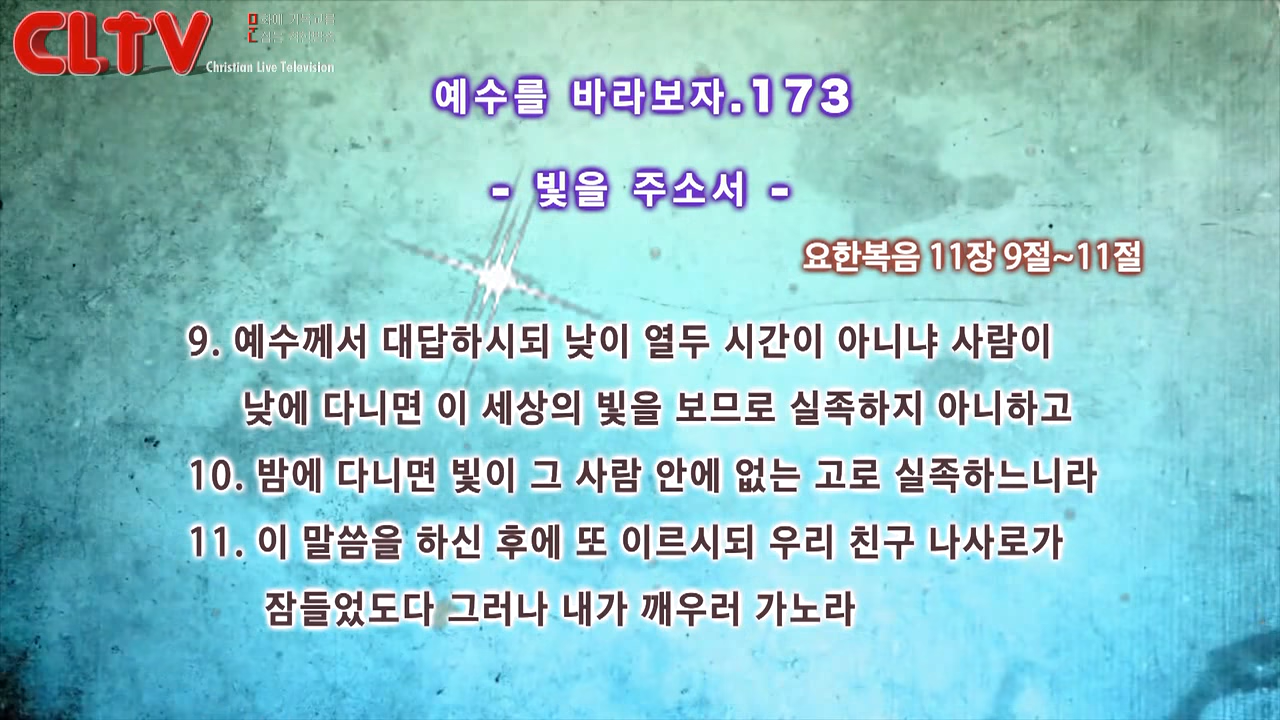 CLTV
Christian Live Television
예수를 바라보자.173
- 빛을 주소서 -
요한복음 11장 9절~11절
9. 예수께서 대답하시되 낮이 열두 시간이 아니냐 사람이
낮에 다니면 이 세상의 빛을 보므로 실족하지 아니하고
10. 밤에 다니면 빛이 그 사람 안에 없는 고로 실족하느니라
11. 이 말씀을 하신 후에 또 이르시되 우리 친구 나사로가
잠들었도다 그러나 내가 깨우러 가노라